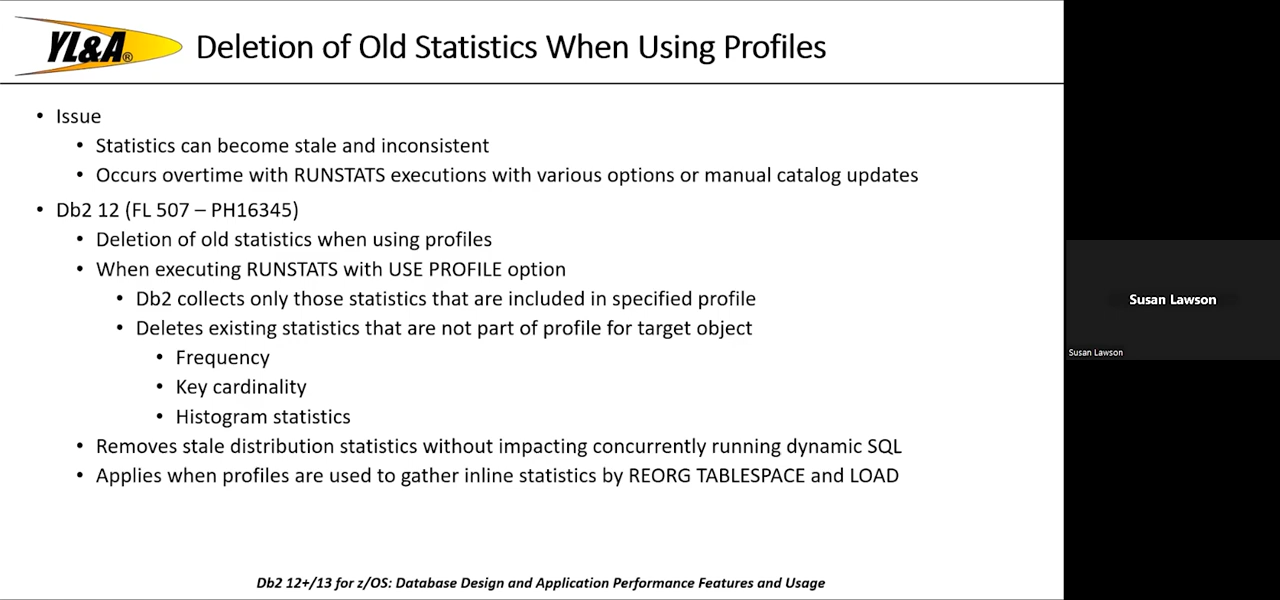 YL&A®
Deletion of Old Statistics When Using Profiles
• Issue
• Statistics can become stale and inconsistent
• Occurs overtime with RUNSTATS executions with various options or manual catalog updates
• Db2 12 (FL 507 – PH16345)
• Deletion of old statistics when using profiles
• When executing RUNSTATS with USE PROFILE option
• Db2 collects only those statistics that are included in specified profile
• Deletes existing statistics that are not part of profile for target object
• Frequency
• Key cardinality
• Histogram statistics
• Removes stale distribution statistics without impacting concurrently running dynamic SQL
• Applies when profiles are used to gather inline statistics by REORG TABLESPACE and LOAD
Db2 12+/13 for z/OS: Database Design and Application Performance Features and Usage
Susan Lawson
Susan Lawson